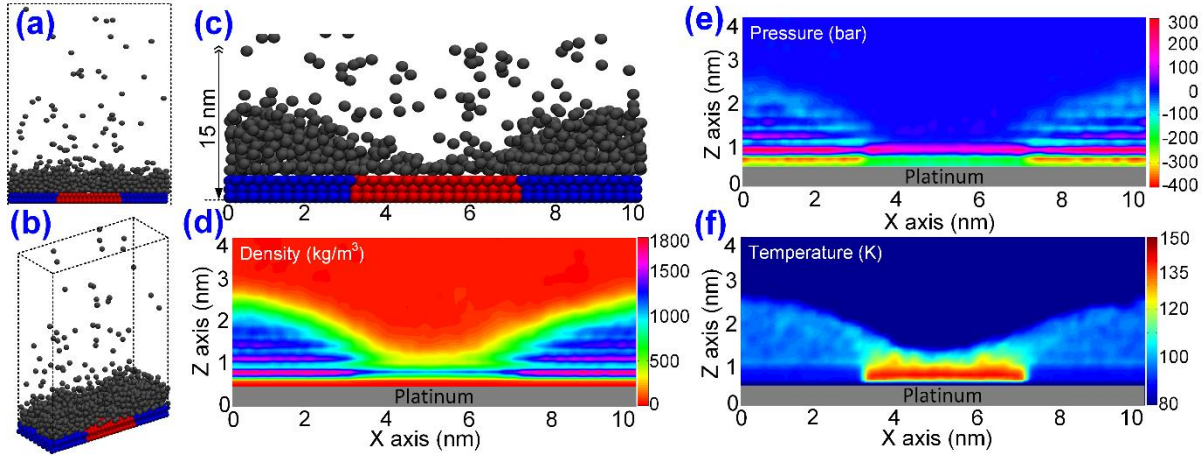 (a)
(b)
(c)
15 nm
0 2 4 6 8 10
(d)
Density (kg/m³)
Z axis (nm)
4
3
2
1
0
Platinum
0 2 4 6 8 10
X axis (nm)
1800
1500
1000
500
0
(e)
Pressure (bar)
Z axis (nm)
4
3
2
1
0
Platinum
0 2 4 6 8 10
X axis (nm)
300
200
100
0
-100
-200
-300
-400
(f)
Temperature (K)
Z axis (nm)
4
3
2
1
0
Platinum
0 2 4 6 8 10
X axis (nm)
150
140
120
100
80